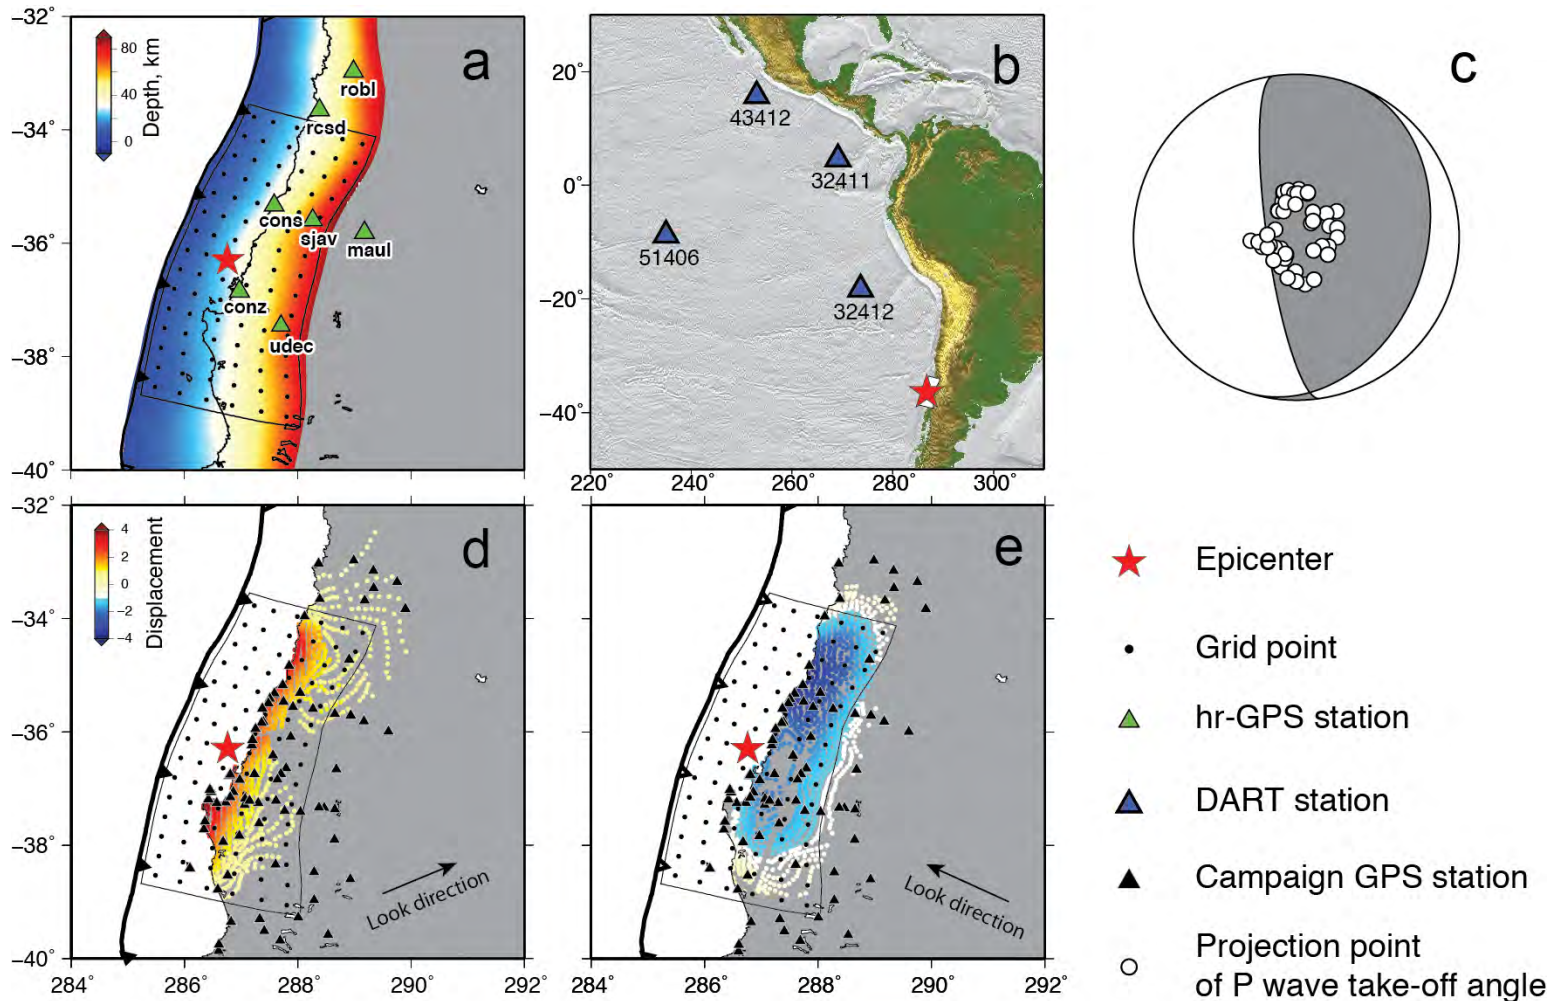 −32°
−34°
−36°
−38°
−40°
80
40
0
Depth, km
a
robl
rcsd
cons
sjav
maul
conz
udec
20°
0°
−20°
−40°
220°
240°
260°
280°
300°
b
43412
32411
51406
32412
c
−32°
−34°
−36°
−38°
−40°
284°
286°
288°
290°
292°
4
2
0
−2
−4
Displacement
d
Look direction
284°
286°
288°
290°
292°
e
Look direction
Epicenter
Grid point
hr-GPS station
DART station
Campaign GPS station
Projection point
of P wave take-off angle